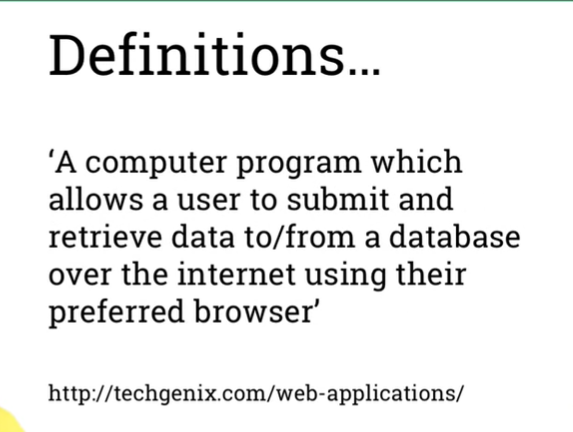 Definitions...
‘A computer program which
allows a user to submit and
retrieve data to/from a database
over the internet using their
preferred browser’
http://techgenix.com/web-applications/